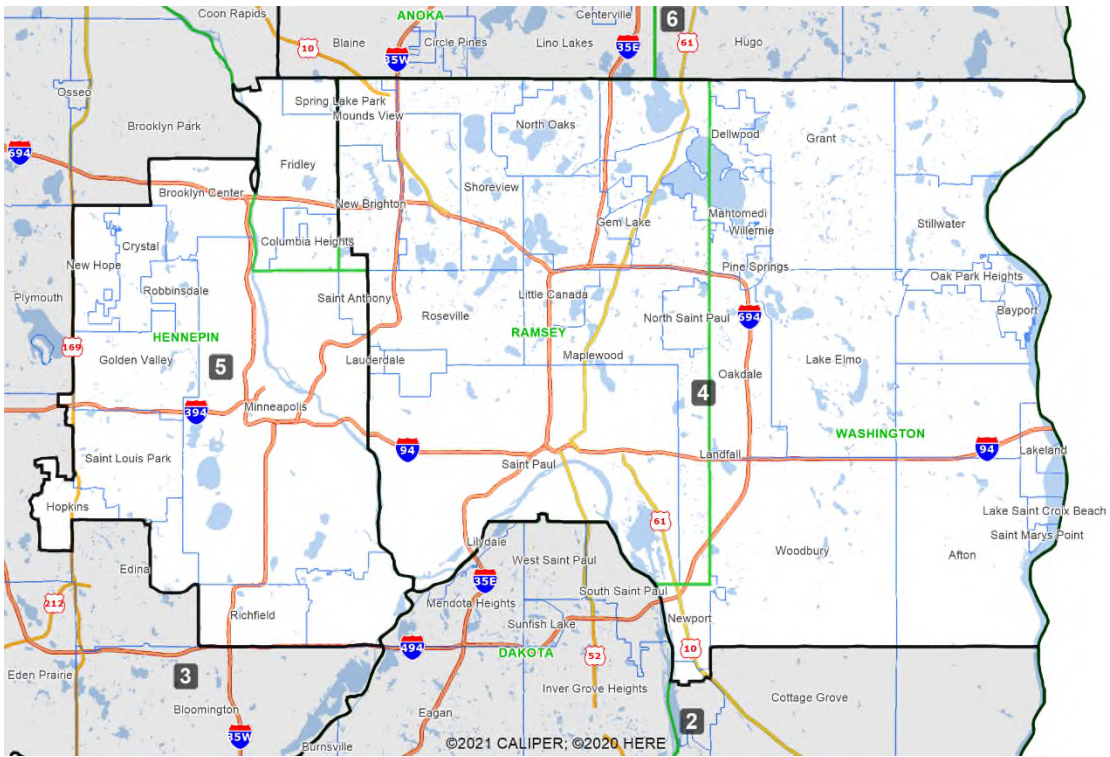 Coon Rapids
ANOKA
Centerville
6
61
10
Blaine
Circle Pines
35W
Lino Lakes
35E
Hugo
Osseo
Spring Lake Park
Mounds View
North Oaks
Dellwood
Grant
Brooklyn Park
694
Fridley
Shoreview
Brooklyn Center
New Brighton
Gem Lake
Mahtomedi
Willernie
Stillwater
Crystal
Columbia Heights
New Hope
Pine Springs
Oak Park Heights
Robbinsdale
Saint Anthony
Little Canada
Plymouth
Roseville
North Saint Paul
694
Bayport
HENNEPIN
RAMSEY
169
Golden Valley
5
Lauderdale
Maplewood
Lake Elmo
Oakdale
394
Minneapolis
4
WASHINGTON
94
94
Lakeland
Saint Louis Park
Saint Paul
Landfall
Hopkins
61
Lake Saint Croix Beach
Saint Marys Point
Lilydale
Woodbury
Afton
Edina
West Saint Paul
35E
212
Mendota Heights
South Saint Paul
Richfield
Sunfish Lake
Newport
494
DAKOTA
52
10
Eden Prairie
3
Inver Grove Heights
Cottage Grove
Bloomington
Eagan
2
35W
Burnsville
©2021 CALIPER; ©2020 HERE